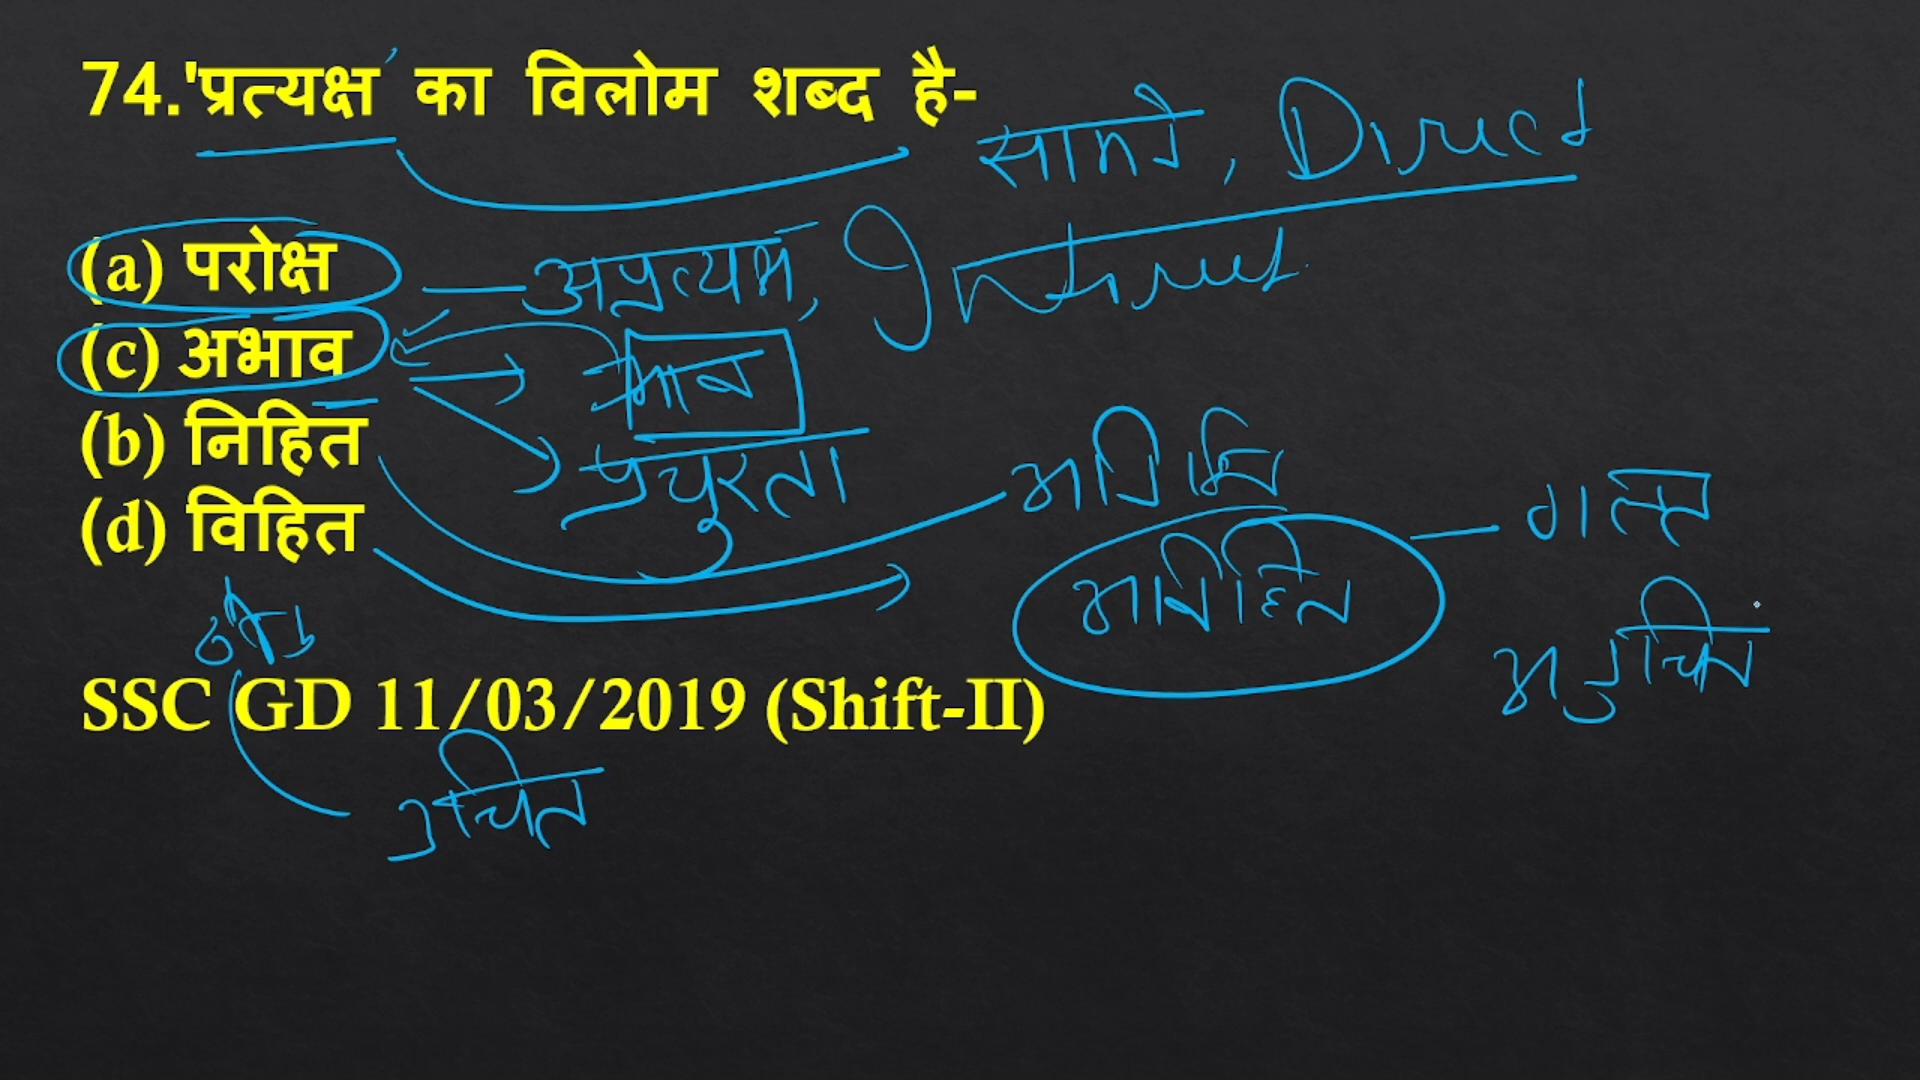 74.'प्रत्यक्ष' का विलोम शब्द है-
सामने, Direct
(a) परोक्ष
अप्रत्यक्ष, Indirect
(c) अभाव
भाव
(b) निहित
प्रचुरता
(d) विहित
अविहित
गलत
अनुचित
SSC GD 11/03/2019 (Shift-II)
उचित